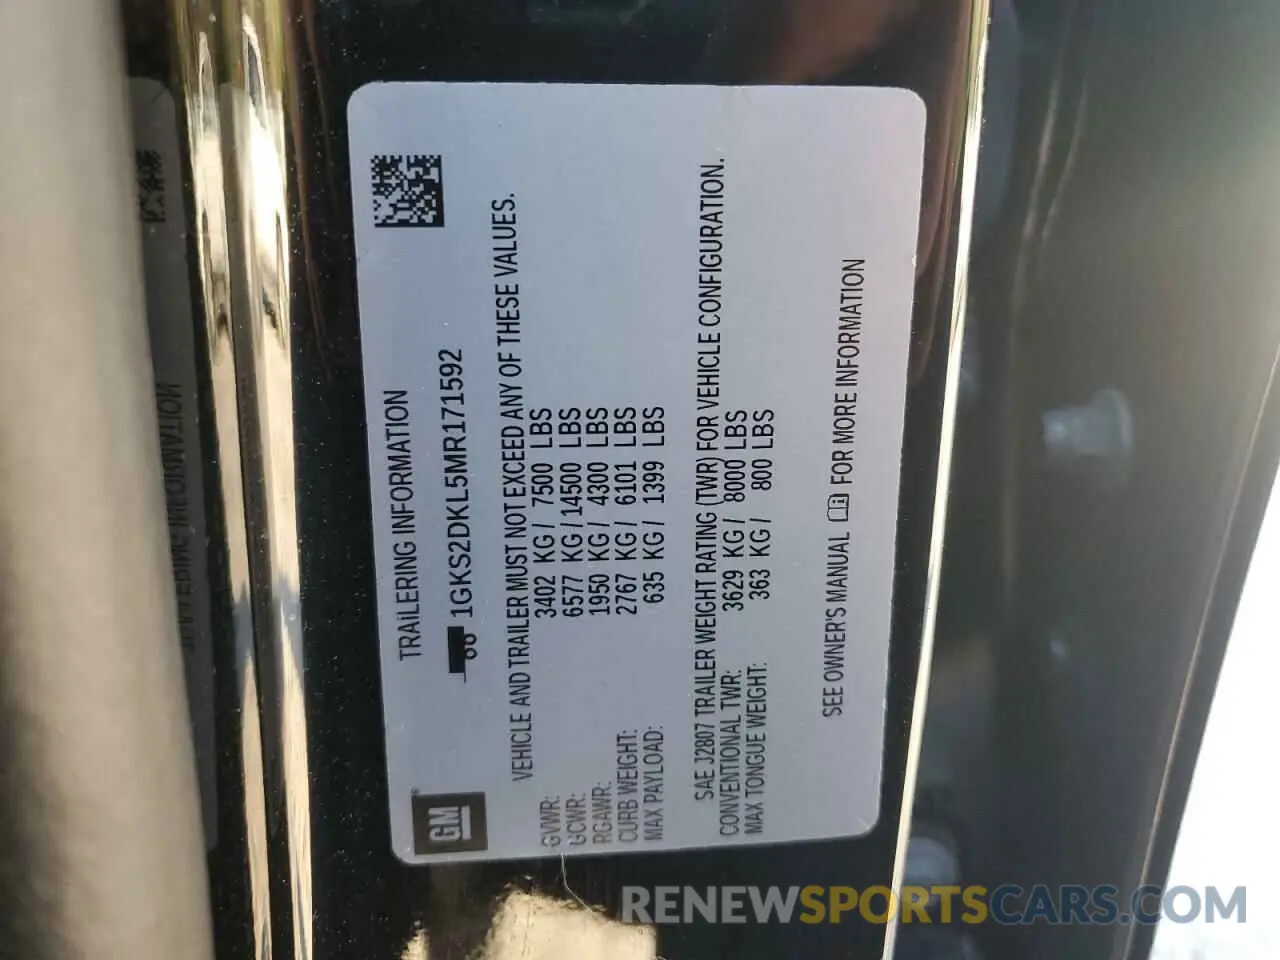 TRAILERING INFORMATION
GM
1GKS2DKL5MR171592
VEHICLE AND TRAILER MUST NOT EXCEED ANY OF THESE VALUES.
GVWR: 3402 KG / 7500 LBS
GCWR: 6577 KG / 14500 LBS
RGAWR: 1950 KG / 4300 LBS
CURB WEIGHT: 2767 KG / 6101 LBS
MAX PAYLOAD: 635 KG / 1399 LBS
SAE J2807 TRAILER WEIGHT RATING (TWR) FOR VEHICLE CONFIGURATION.
CONVENTIONAL TWR: 3629 KG / 8000 LBS
MAX TONGUE WEIGHT: 363 KG / 800 LBS
SEE OWNER'S MANUAL FOR MORE INFORMATION
RENEWSPORTSCARS.COM